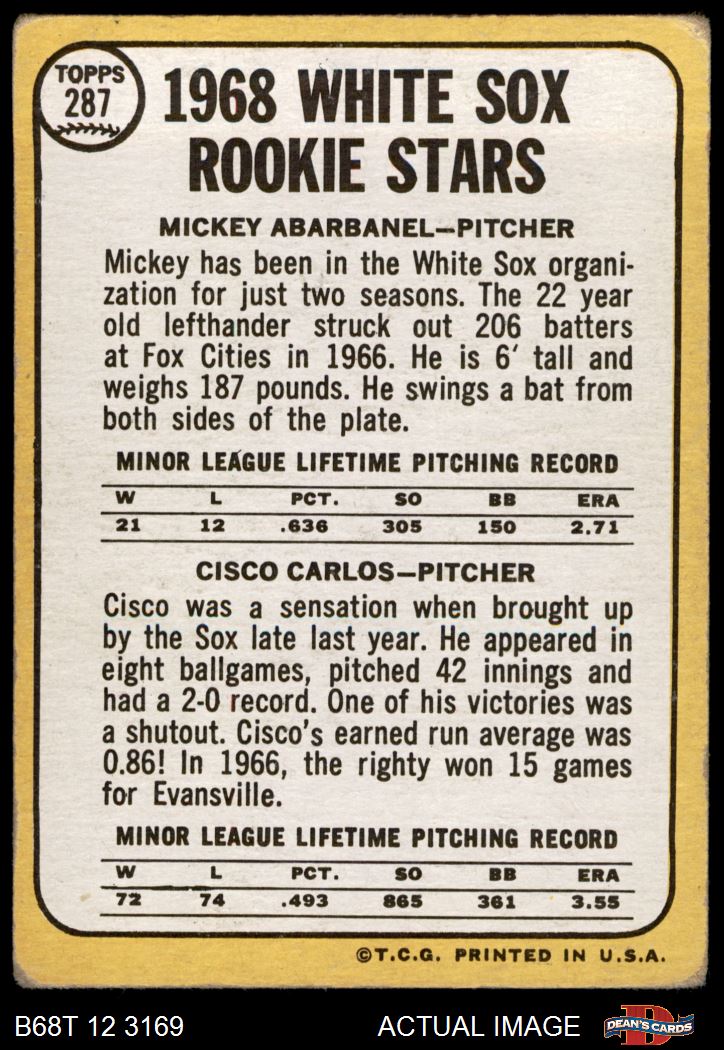 TOPPS
287
1968 WHITE SOX
ROOKIE STARS
MICKEY ABARBANEL—PITCHER
Mickey has been in the White Sox organi-
zation for just two seasons. The 22 year
old lefthander struck out 206 batters
at Fox Cities in 1966. He is 6′ tall and
weighs 187 pounds. He swings a bat from
both sides of the plate.
MINOR LEAGUE LIFETIME PITCHING RECORD
W L PCT. SO BB ERA
21 12 .636 305 150 2.71
CISCO CARLOS—PITCHER
Cisco was a sensation when brought up
by the Sox late last year. He appeared in
eight ballgames, pitched 42 innings and
had a 2-0 record. One of his victories was
a shutout. Cisco's earned run average was
0.86! In 1966, the righty won 15 games
for Evansville.
MINOR LEAGUE LIFETIME PITCHING RECORD
W L PCT. SO BB ERA
72 74 .493 865 361 3.55
©T.C.G. PRINTED IN U.S.A.
B68T 12 3169 ACTUAL IMAGE DEAN'S CARDS